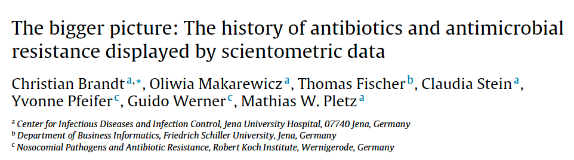 The bigger picture: The history of antibiotics and antimicrobial
resistance displayed by scientometric data
Christian Brandt a,*, Oliwia Makarewicz a, Thomas Fischer b, Claudia Stein a,
Yvonne Pfeifer c, Guido Werner c, Mathias W. Pletz a
a Center for Infectious Diseases and Infection Control, Jena University Hospital, 07740 Jena, Germany
b Department of Business Informatics, Friedrich Schiller University, Jena, Germany
c Nosocomial Pathogens and Antibiotic Resistance, Robert Koch Institute, Wernigerode, Germany